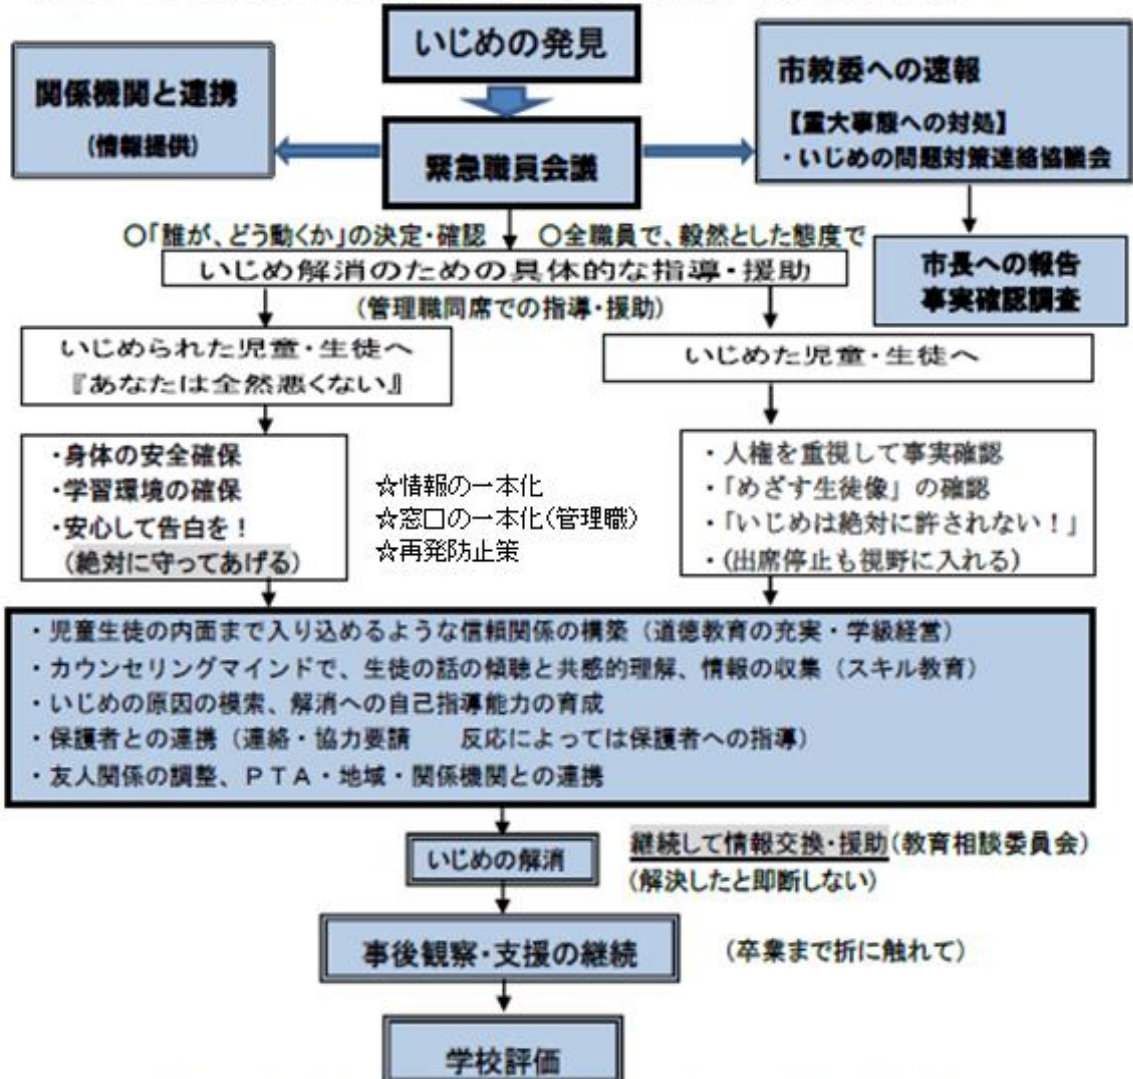 いじめの発見
関係機関と連携
(情報提供)
緊急職員会議
市教委への速報
【重大事態への対処】
・いじめの問題対策連絡協議会
市長への報告
事実確認調査
〇「誰が、どう動くか」の決定・確認　〇全職員で、毅然とした態度で
いじめ解消のための具体的な指導・援助
(管理職同席での指導・援助)
いじめられた児童・生徒へ
『あなたは全然悪くない』
いじめた児童・生徒へ
・身体の安全確保
・学習環境の確保
・安心して告白を!
(絶対に守ってあげる)
☆情報の一本化
☆窓口の一本化(管理職)
☆再発防止策
・人権を重視して事実確認
・「めざす生徒像」の確認
・「いじめは絶対に許されない!」
・(出席停止も視野に入れる)
・児童生徒の内面まで入り込めるような信頼関係の構築（道徳教育の充実・学級経営）
・カウンセリングマインドで、生徒の話の傾聴と共感的理解、情報の収集（スキル教育）
・いじめの原因の模索、解消への自己指導能力の育成
・保護者との連携（連絡・協力要請　　反応によっては保護者への指導）
・友人関係の調整、ＰＴＡ・地域・関係機関との連携
いじめの解消
継続して情報交換・援助(教育相談委員会)
(解決したと即断しない)
事後観察・支援の継続
(卒業まで折に触れて)
学校評価